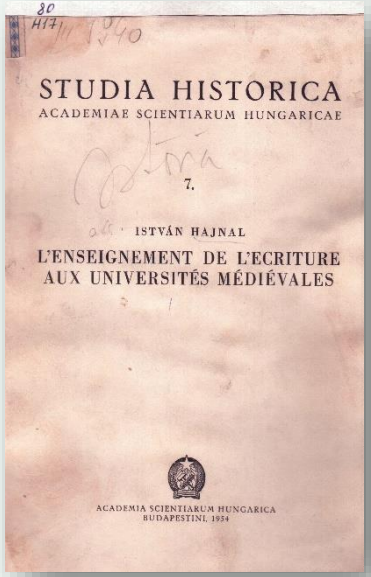 80
H17
STUDIA HISTORICA
ACADEMIAE SCIENTIARUM HUNGARICAE
7.
ISTVÁN HAJNAL
L'ENSEIGNEMENT DE L'ECRITURE
AUX UNIVERSITÉS MÉDIÉVALES
ACADEMIA SCIENTIARUM HUNGARICA
BUDAPESTINI, 1954